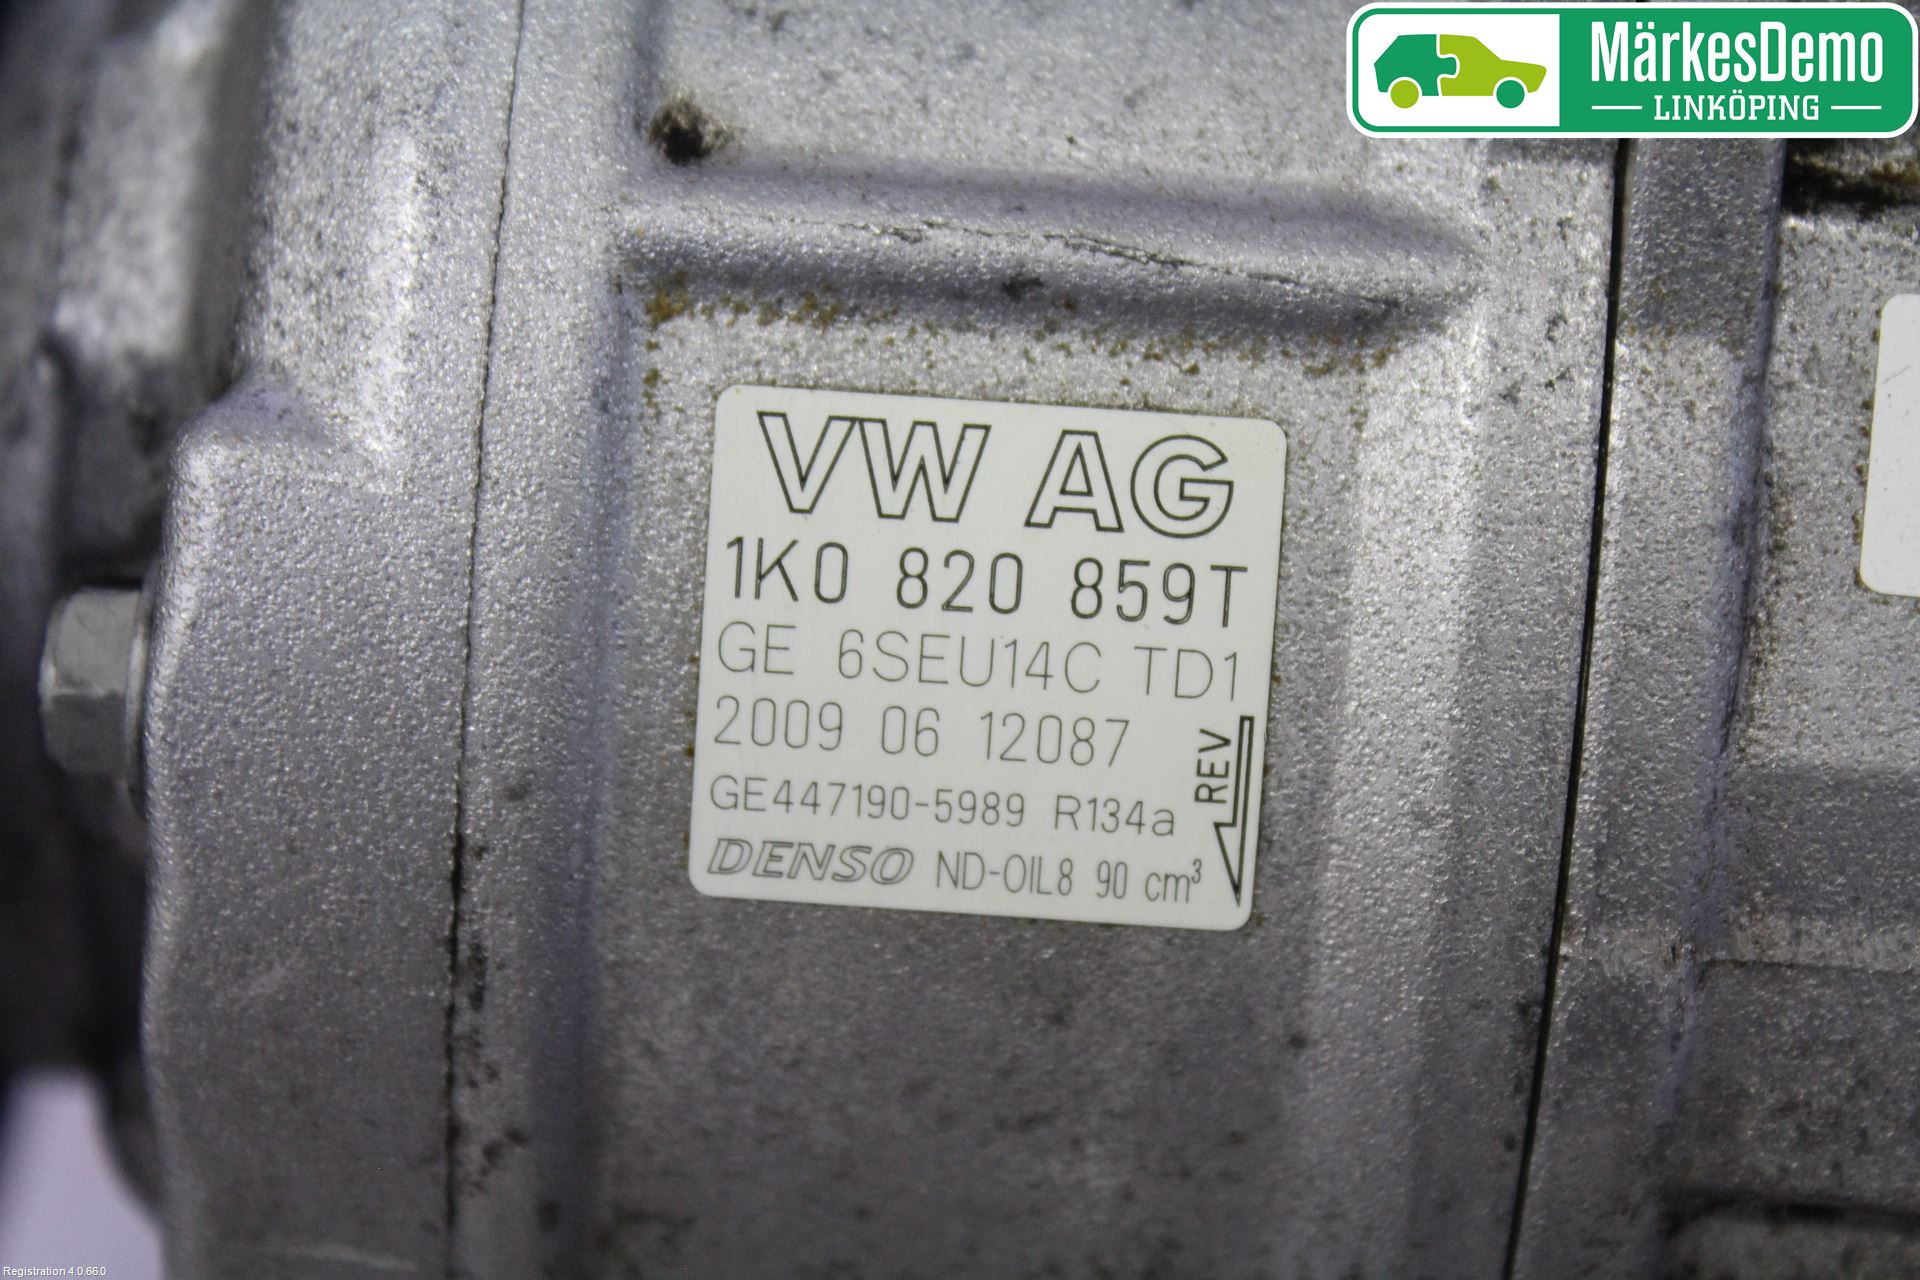 MärkesDemo
LINKÖPING
VW AG
1K0 820 859T
GE 6SEU14C TD1
2009 06 12087
GE447190-5989 R134a
REV
DENSO ND-OIL8 90 cm³
Registration 4.0.66.0